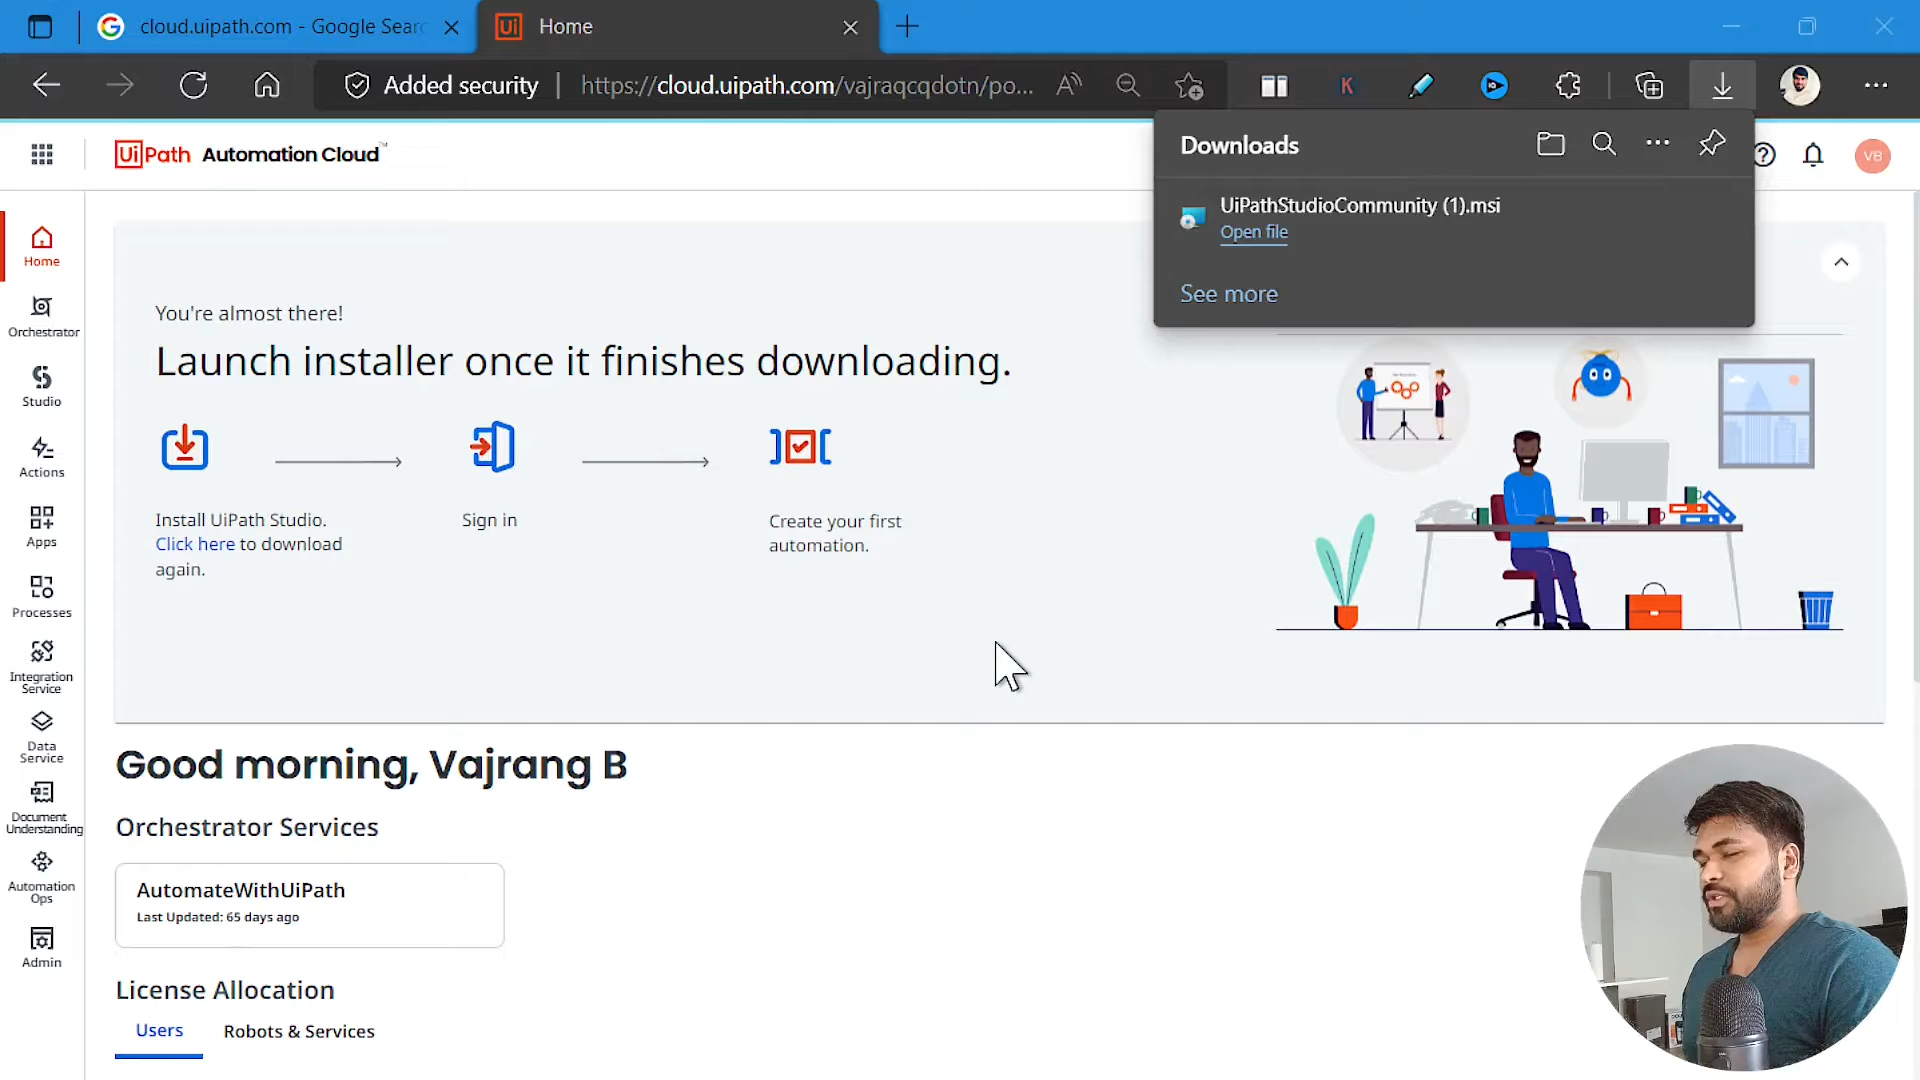 cloud.uipath.com - Google Sear
Ui Home
Added security https://cloud.uipath.com/vajraqcqdotn/po...
UiPath Automation Cloud™
Downloads
VB
UiPathStudioCommunity (1).msi
Open file
See more
Home
Orchestrator
Studio
Actions
Apps
Processes
Integration
Service
Data
Service
Document
Understanding
Automation
Ops
Admin
You're almost there!
Launch installer once it finishes downloading.
Install UiPath Studio.
Click here to download
again.
Sign in
Create your first
automation.
Good morning, Vajrang B
Orchestrator Services
AutomateWithUiPath
Last Updated: 65 days ago
License Allocation
Users Robots & Services